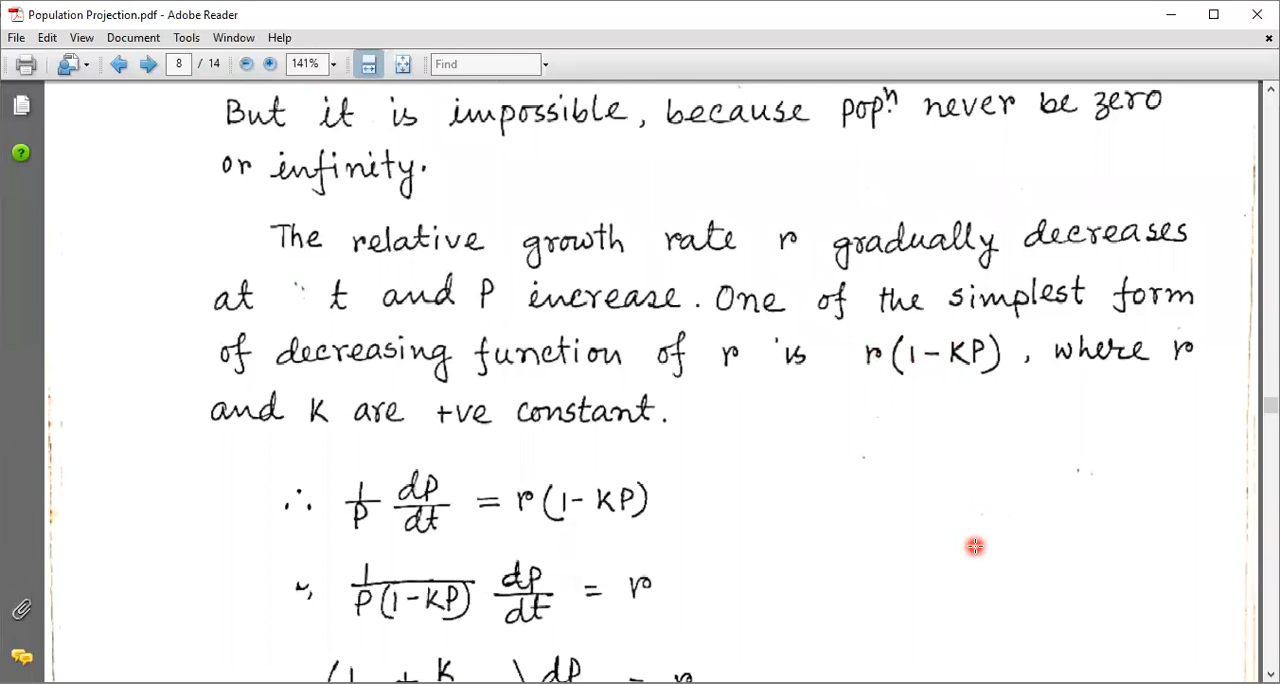 Population Projection.pdf - Adobe Reader
File Edit View Document Tools Window Help
8 / 14 141% Find
But it is impossible, because popⁿ. never be zero
or infinity.
The relative growth rate r gradually decreases
at t and P increase. One of the simplest form
of decreasing function of r is r(1-KP), where r
and K are +ve constant.
∴ 1/P dP/dt = r(1-KP)
1/P(1-KP) dP/dt = r